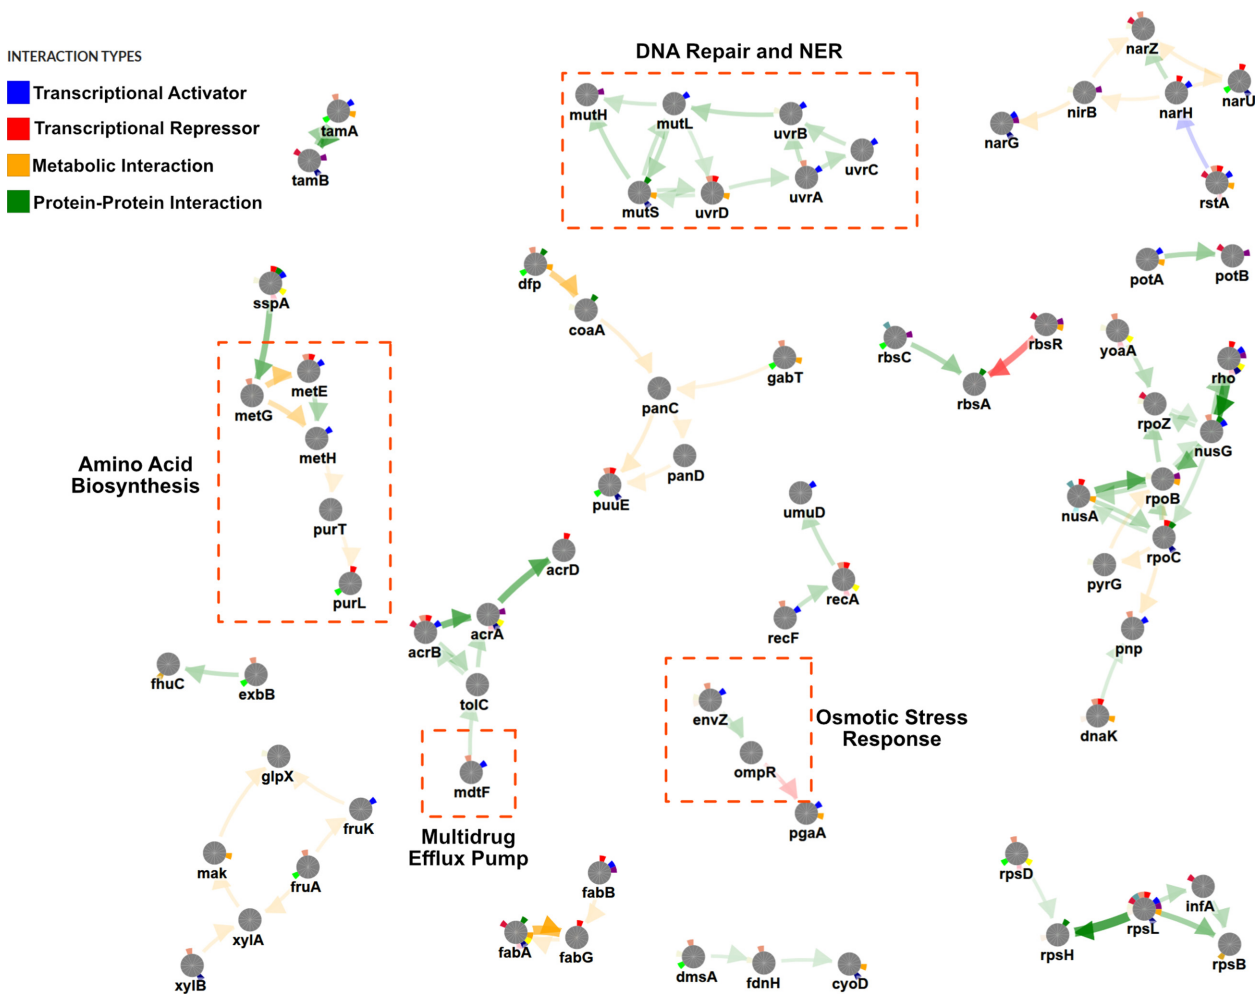 INTERACTION TYPES
Transcriptional Activator
Transcriptional Repressor
Metabolic Interaction
Protein-Protein Interaction
tamA
tamB
DNA Repair and NER
mutH
mutL
uvrB
uvrC
mutS
uvrD
uvrA
narZ
narU
nirB
narH
narG
rstA
potA
potB
sspA
metE
metG
metH
Amino Acid
Biosynthesis
purT
purL
dfp
coaA
gabT
panC
panD
puuE
rbsC
rbsR
rbsA
yoaA
rho
rpoZ
nusG
rpoB
nusA
rpoC
pyrG
pnp
dnaK
umuD
recA
recF
acrD
acrA
acrB
tolC
mdtF
Multidrug
Efflux Pump
fhuC
exbB
envZ
ompR
Osmotic Stress
Response
pgaA
glpX
fruK
mak
fruA
xylA
xylB
fabB
fabA
fabG
dmsA
fdnH
cyoD
rpsD
infA
rpsL
rpsH
rpsB